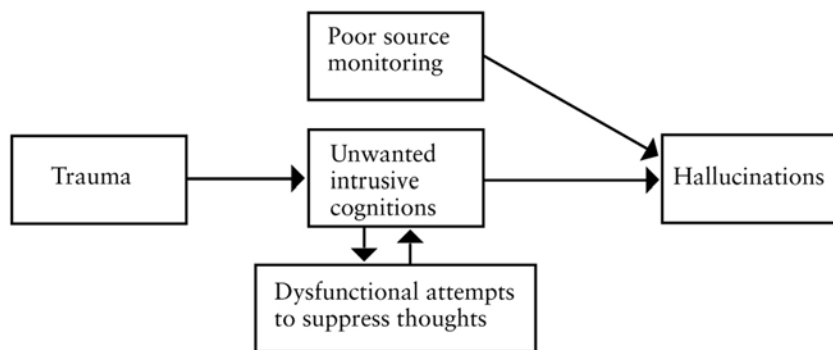 Poor source
monitoring
Trauma
Unwanted
intrusive
cognitions
Hallucinations
Dysfunctional attempts
to suppress thoughts